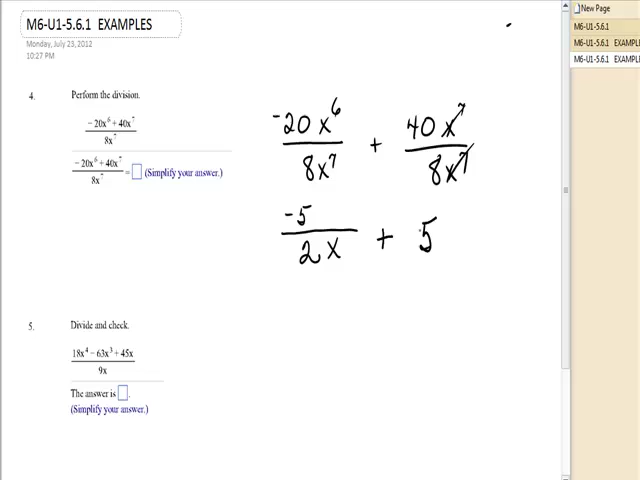 M6-U1-5.6.1 EXAMPLES
Monday, July 23, 2012
10:27 PM
New Page
M6-U1-5.6.1
M6-U1-5.6.1 EXAMPL
M6-U1-5.6.1 EXAMPL
4. Perform the division.
−20x⁶ + 40x⁷
8x⁷
−20x⁶ + 40x⁷
8x⁷
= (Simplify your answer.)
-20x⁶ + 40x⁷
8x⁷ 8x⁷
-5 + 5
2x
5. Divide and check.
18x⁴ − 63x³ + 45x
9x
The answer is .
(Simplify your answer.)